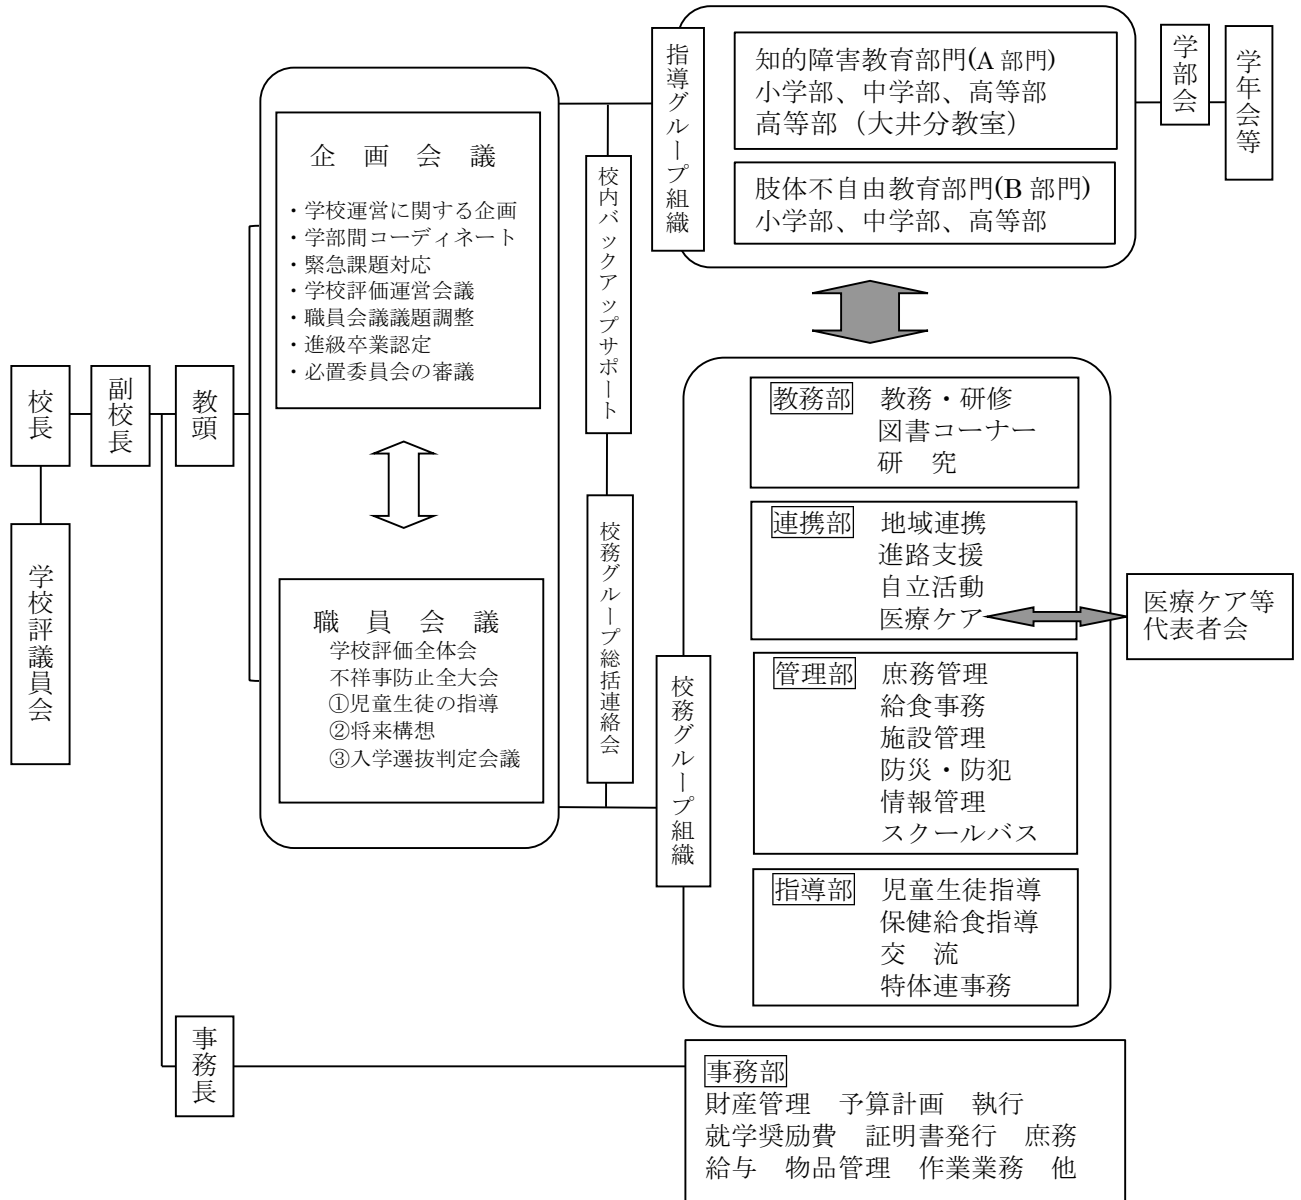 校長
学校評議員会
副校長
教頭
事務長
企　画　会　議
・学校運営に関する企画
・学部間コーディネート
・緊急課題対応
・学校評価運営会議
・職員会議議題調整
・進級卒業認定
・必置委員会の審議
職　員　会　議
学校評価全体会
不祥事防止全大会
①児童生徒の指導
②将来構想
③入学選抜判定会議
校内バックアップサポート
校務グループ総括連絡会
指導グループ組織
知的障害教育部門(A 部門)
小学部、中学部、高等部
高等部（大井分教室）
肢体不自由教育部門(B 部門)
小学部、中学部、高等部
学部会
学年会等
校務グループ組織
教務部　教務・研修
図書コーナー
研　究
連携部　地域連携
進路支援
自立活動
医療ケア
医療ケア等
代表者会
管理部　庶務管理
給食事務
施設管理
防災・防犯
情報管理
スクールバス
指導部　児童生徒指導
保健給食指導
交　流
特体連事務
事務部
財産管理　予算計画　執行
就学奨励費　証明書発行　庶務
給与　物品管理　作業業務　他